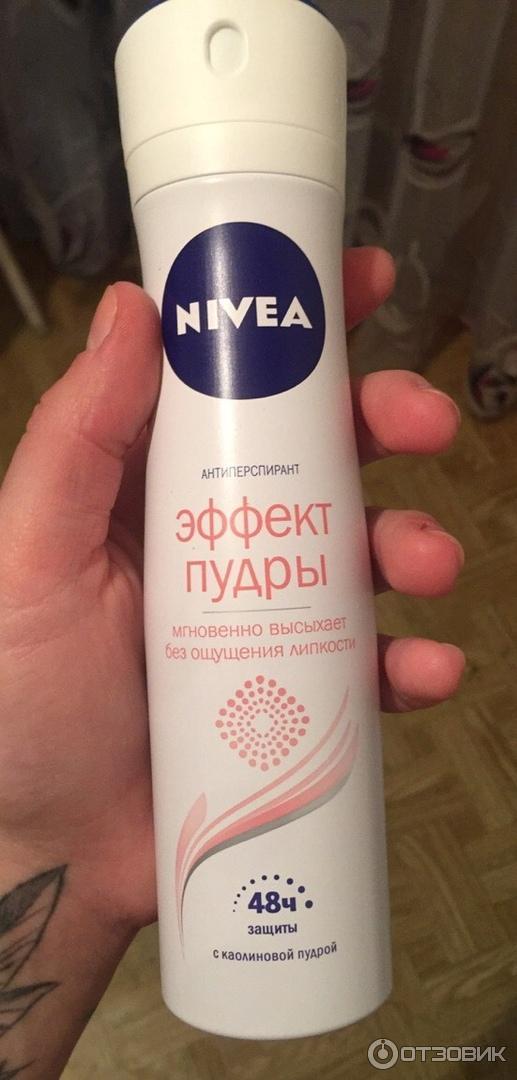 NIVEA
АНТИПЕРСПИРАНТ
эффект
пудры
мгновенно высыхает
без ощущения липкости
48ч
защиты
с каолиновой пудрой
ОТЗОВИК